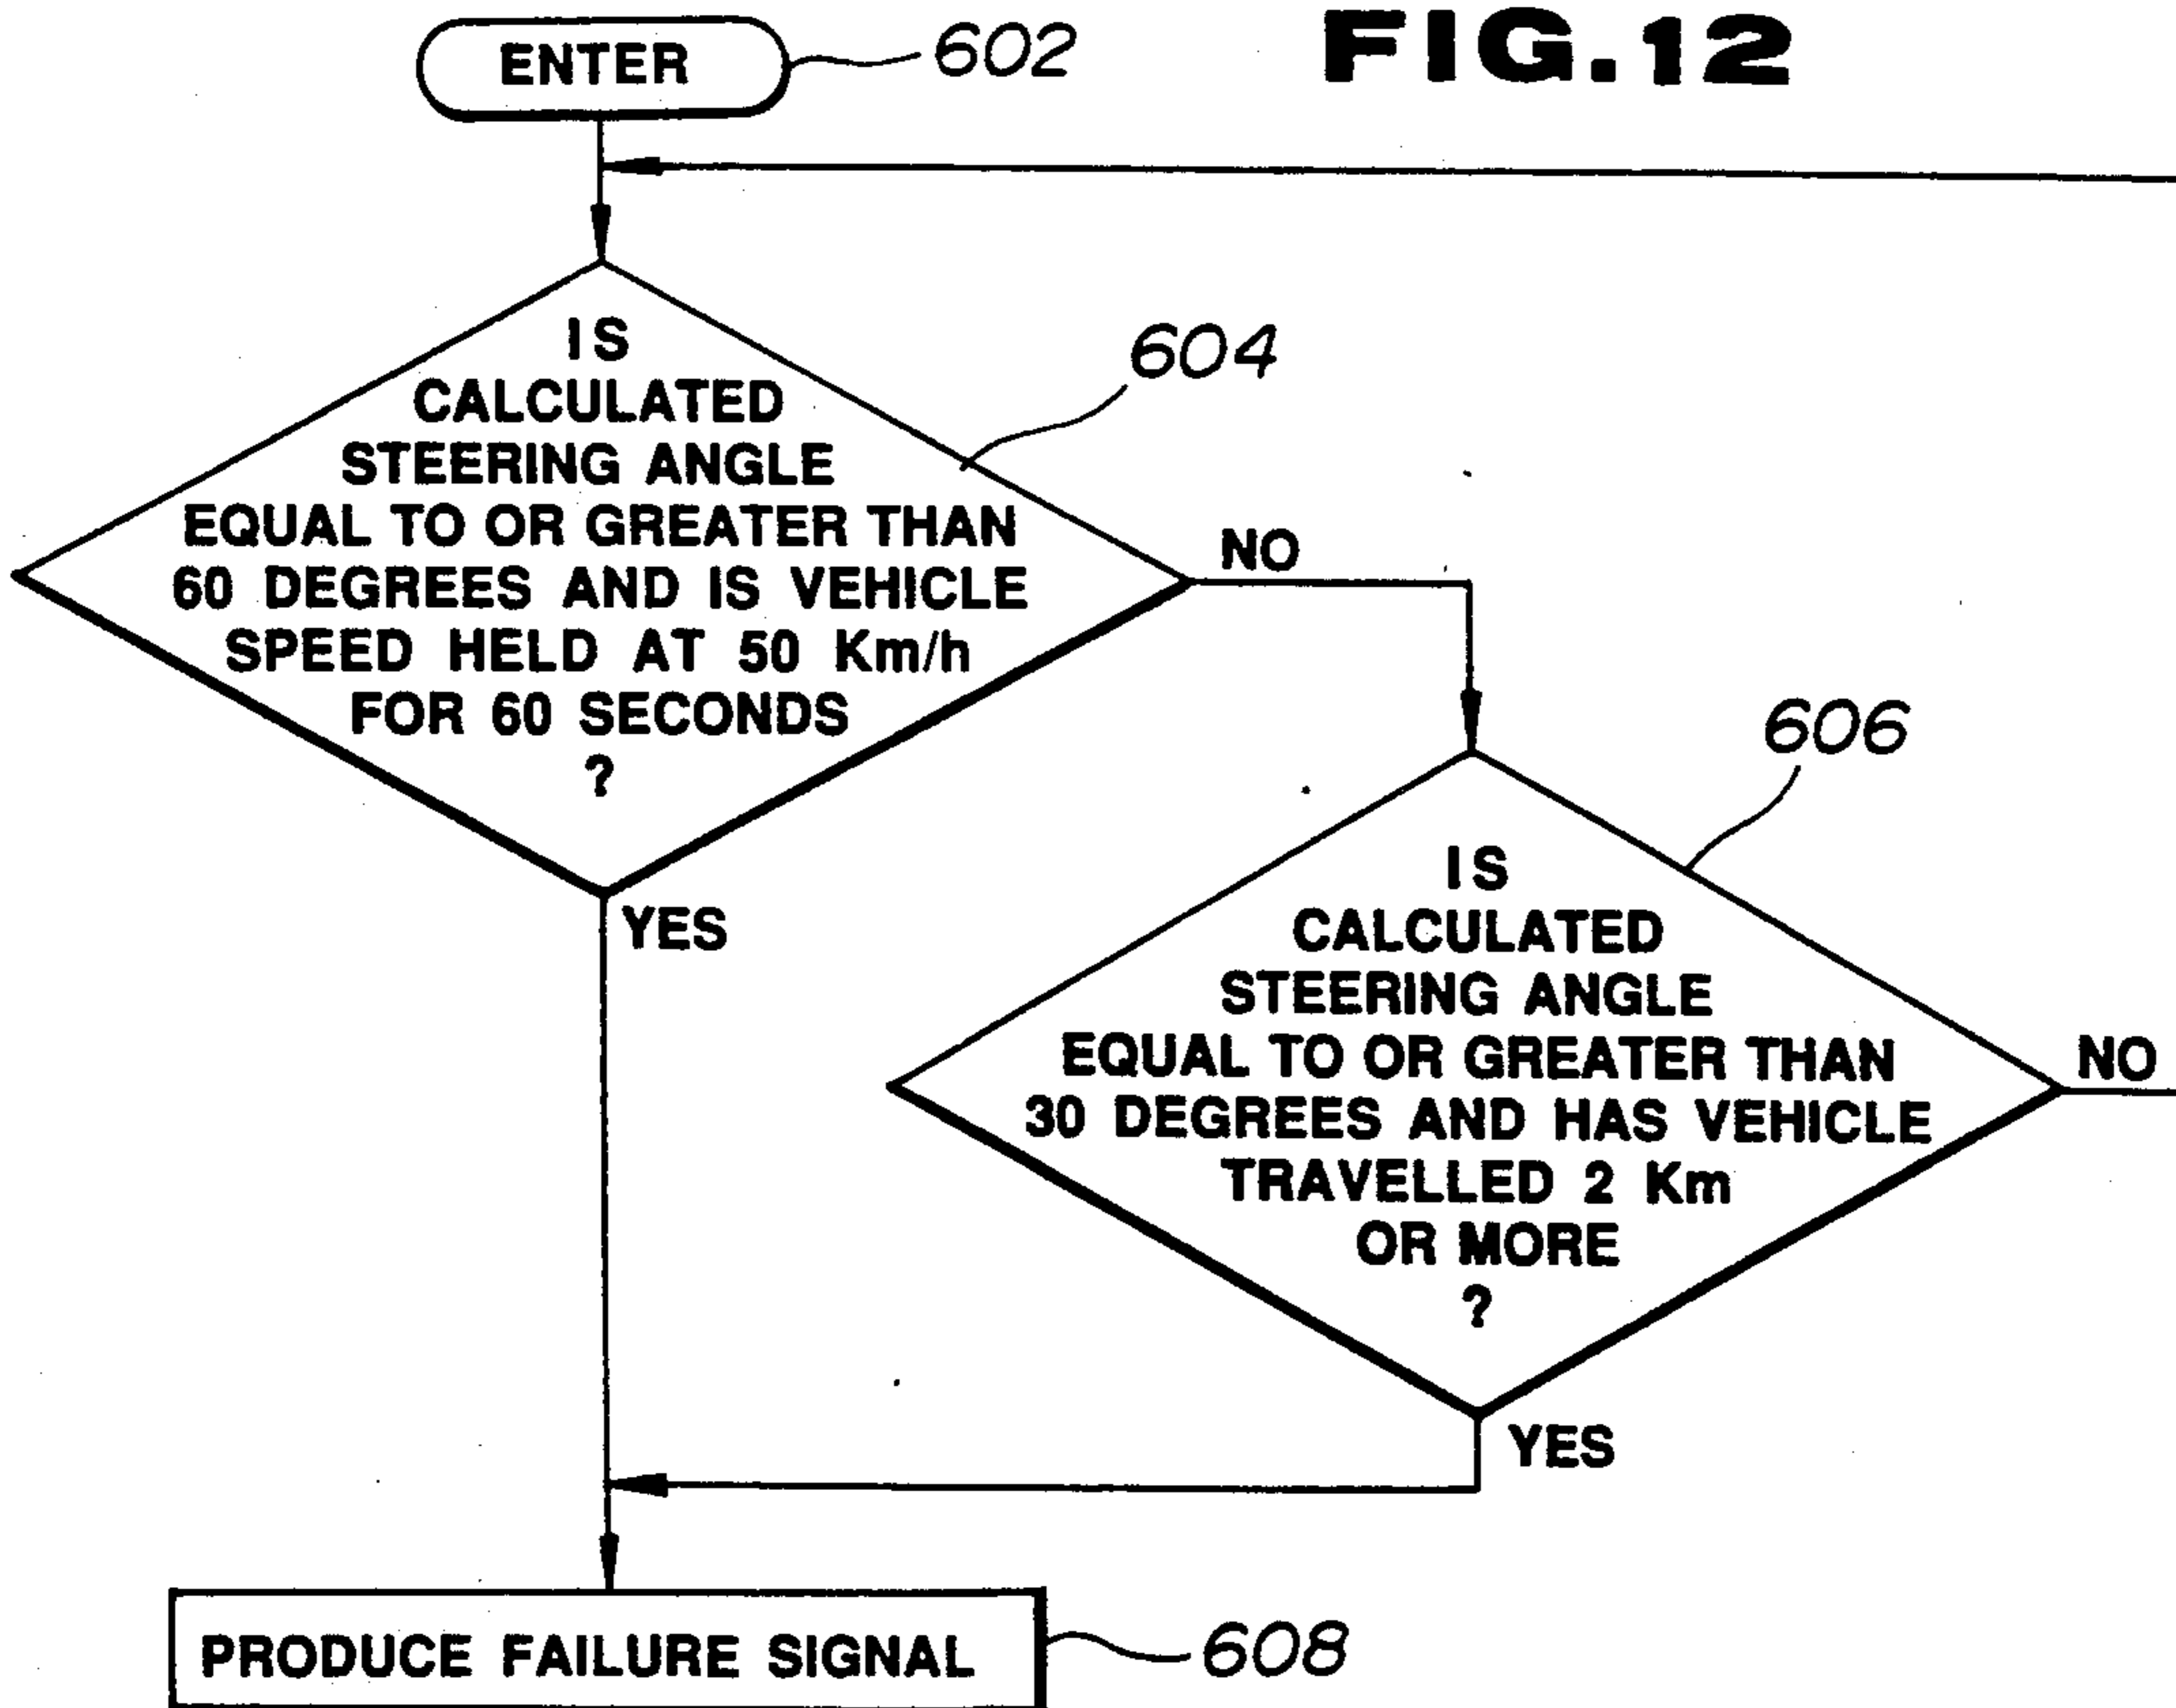 FIG.12
ENTER
602
IS
CALCULATED
STEERING ANGLE
EQUAL TO OR GREATER THAN
60 DEGREES AND IS VEHICLE
SPEED HELD AT 50 Km/h
FOR 60 SECONDS
?
604
NO
YES
606
IS
CALCULATED
STEERING ANGLE
EQUAL TO OR GREATER THAN
30 DEGREES AND HAS VEHICLE
TRAVELLED 2 Km
OR MORE
?
NO
YES
PRODUCE FAILURE SIGNAL
608